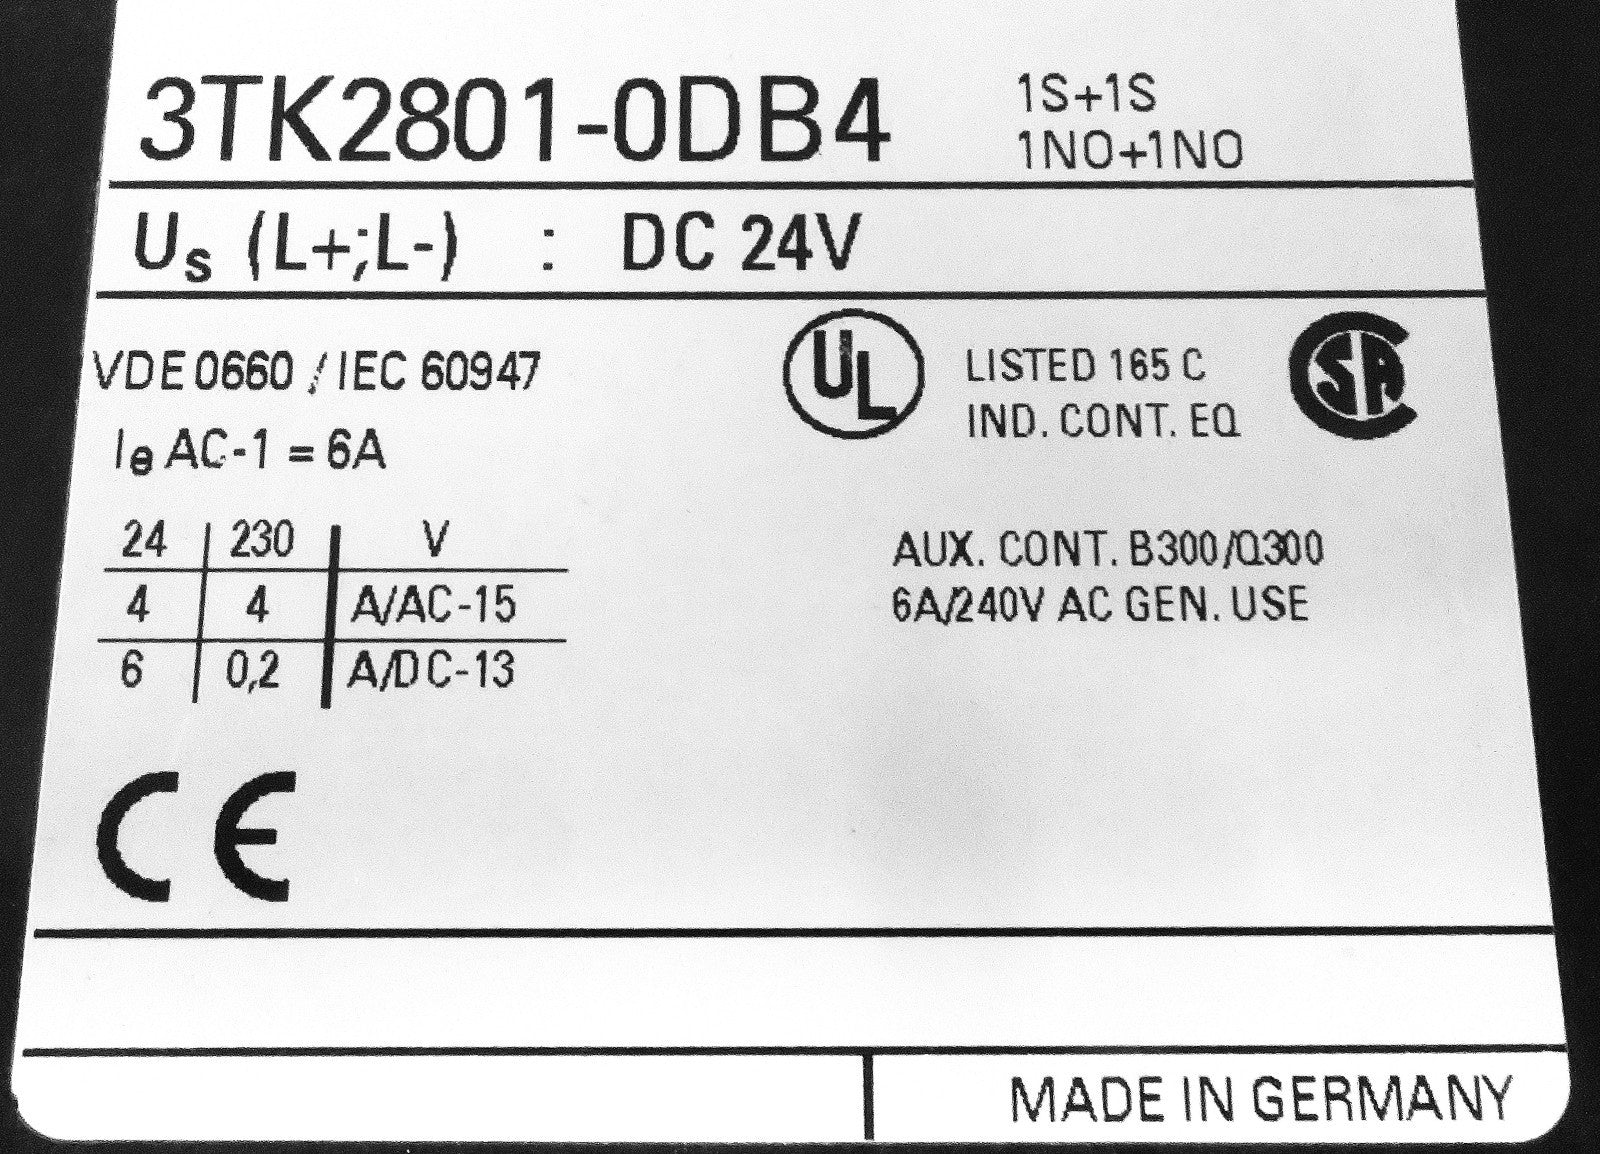 3TK2801-0DB4
1S+1S
1NO+1NO
Us (L+;L-) : DC 24V
VDE 0660 / IEC 60947
Ie AC-1 = 6A
UL LISTED 165 C
IND. CONT. EQ
SA
24 230 V
4 4 A/AC-15
6 0,2 A/DC-13
AUX. CONT. B300/Q300
6A/240V AC GEN. USE
CE
MADE IN GERMANY